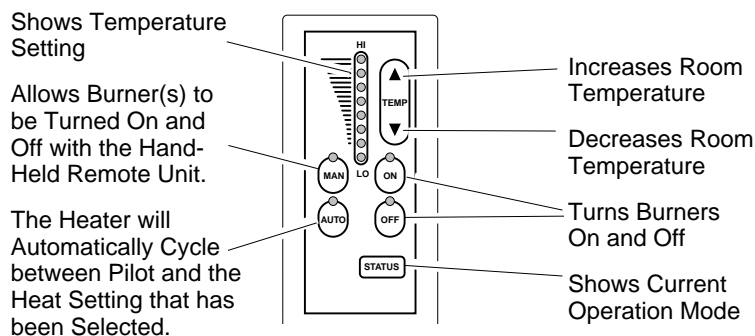 Shows Temperature
Setting
Allows Burner(s) to
be Turned On and
Off with the Hand-
Held Remote Unit.
The Heater will
Automatically Cycle
between Pilot and the
Heat Setting that has
been Selected.
HI
TEMP
MAN
LO
ON
AUTO
OFF
STATUS
Increases Room
Temperature
Decreases Room
Temperature
Turns Burners
On and Off
Shows Current
Operation Mode